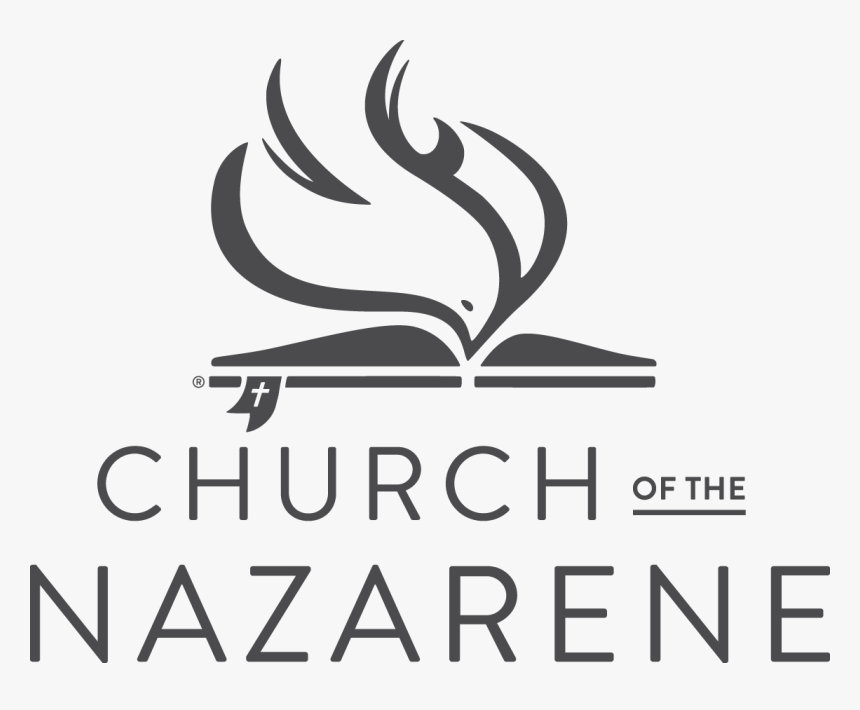 ®
CHURCH OF THE
NAZARENE